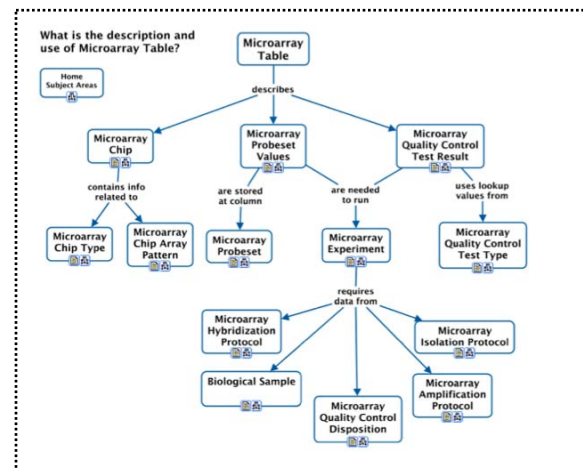 What is the description and
use of Microarray Table?
Microarray
Table
Home
Subject Areas
describes
Microarray
Chip
Microarray
Probeset
Values
Microarray
Quality Control
Test Result
contains info
related to
are stored
at column
are needed
to run
uses lookup
values from
Microarray
Chip Type
Microarray
Chip Array
Pattern
Microarray
Probeset
Microarray
Experiment
Microarray
Quality Control
Test Type
requires
data from
Microarray
Hybridization
Protocol
Microarray
Isolation Protocol
Biological Sample
Microarray
Quality Control
Disposition
Microarray
Amplification
Protocol